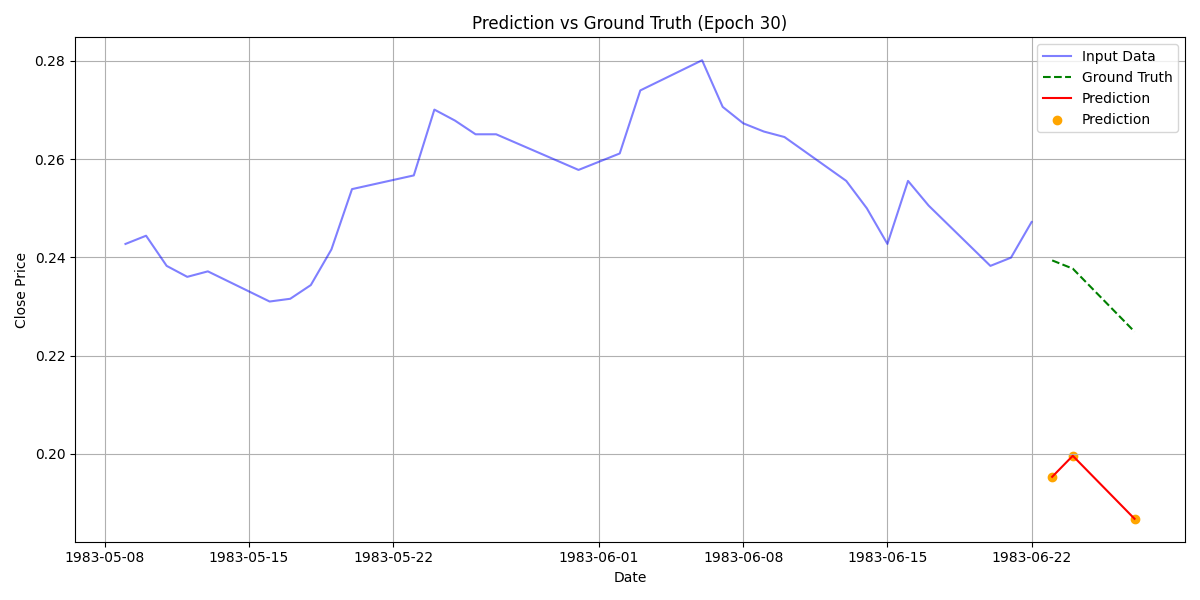 Prediction vs Ground Truth (Epoch 30)
Input Data
Ground Truth
Prediction
Prediction
Close Price
0.28
0.26
0.24
0.22
0.20
1983-05-08
1983-05-15
1983-05-22
1983-06-01
1983-06-08
1983-06-15
1983-06-22
Date